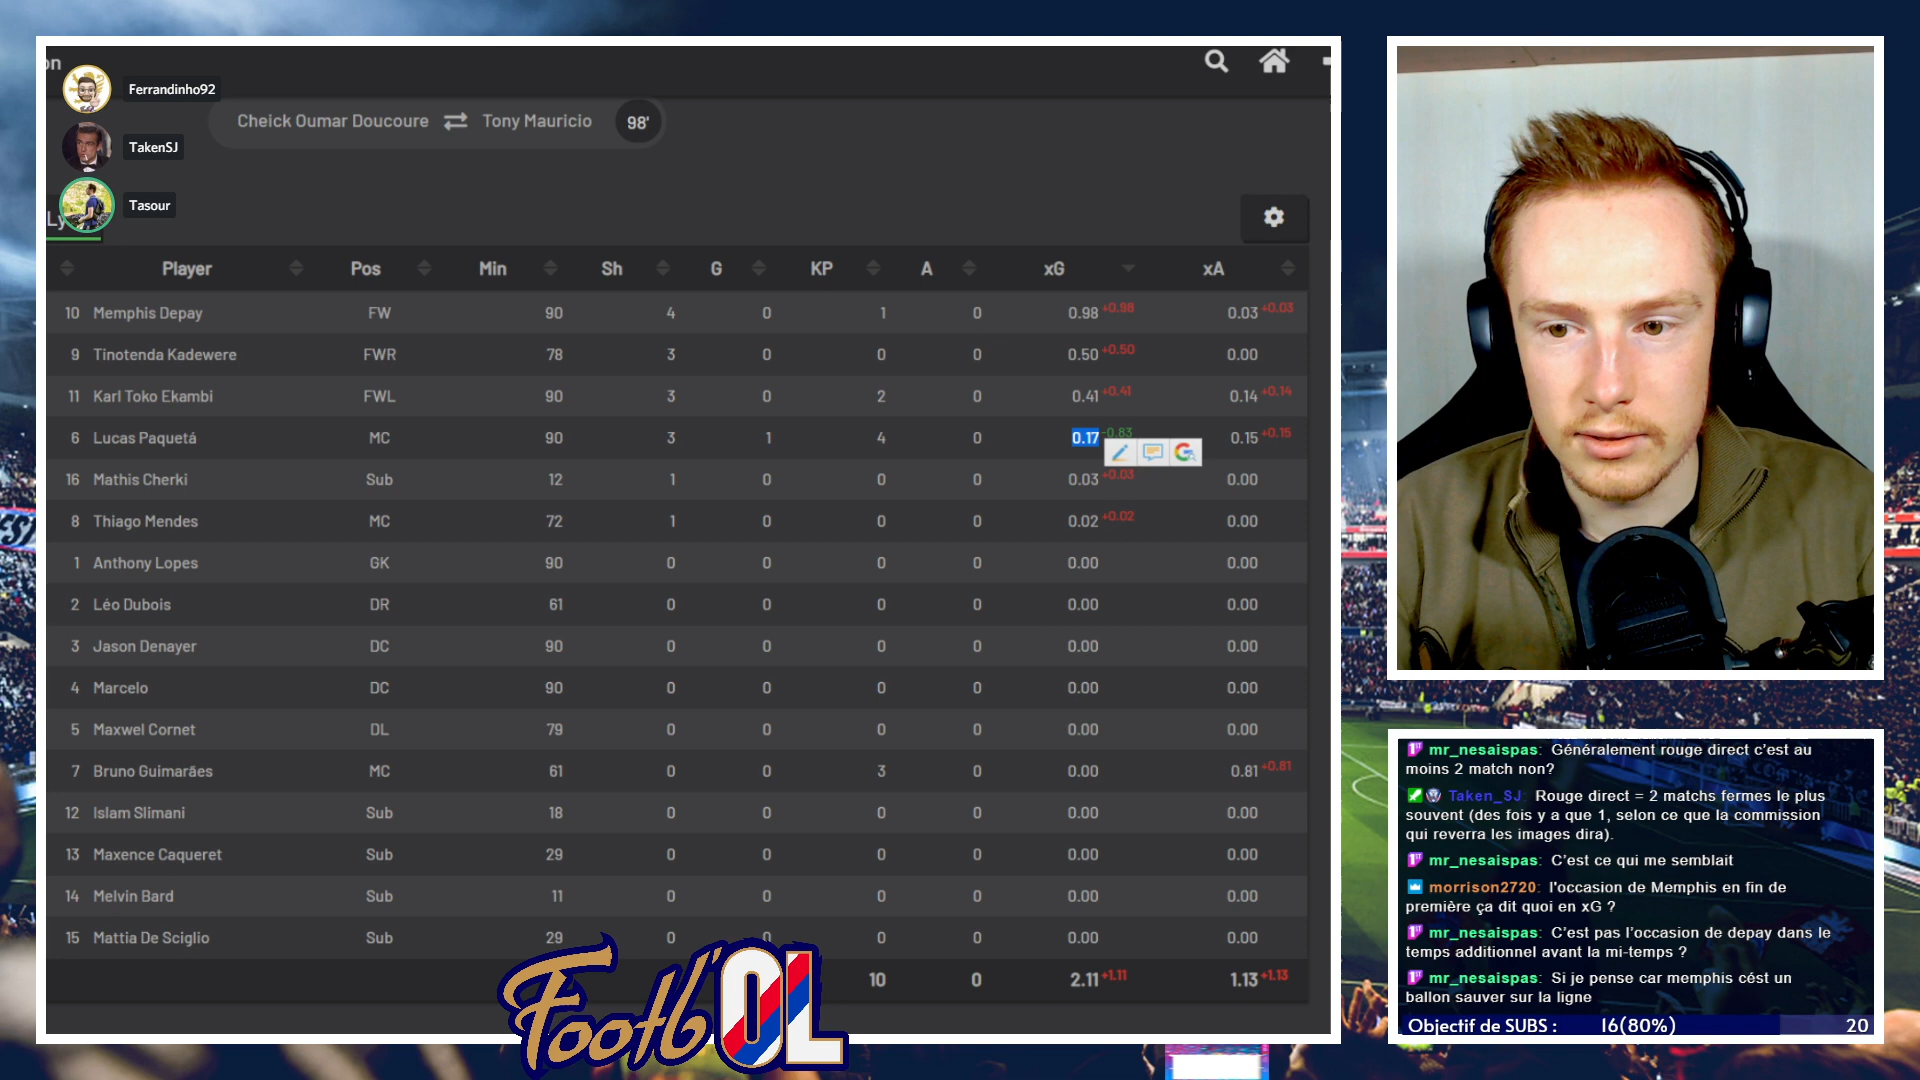 on
Ferrandinho92
Cheick Oumar Doucoure Tony Mauricio 98'
TakenSJ
Tasour
Ly
Player Pos Min Sh G KP A xG xA
10 Memphis Depay FW 90 4 0 1 0 0.98 +0.98 0.03 +0.03
9 Tinotenda Kadewere FWR 78 3 0 0 0 0.50 +0.50 0.00
11 Karl Toko Ekambi FWL 90 3 0 2 0 0.41 +0.41 0.14 +0.14
6 Lucas Paquetá MC 90 3 1 4 0 0.17 -0.83 0.15 +0.15
16 Mathis Cherki Sub 12 1 0 0 0 0.03 +0.03 0.00
8 Thiago Mendes MC 72 1 0 0 0 0.02 +0.02 0.00
1 Anthony Lopes GK 90 0 0 0 0 0.00 0.00
2 Léo Dubois DR 61 0 0 0 0 0.00 0.00
3 Jason Denayer DC 90 0 0 0 0 0.00 0.00
4 Marcelo DC 90 0 0 0 0 0.00 0.00
5 Maxwel Cornet DL 79 0 0 0 0 0.00 0.00
7 Bruno Guimarães MC 61 0 0 3 0 0.00 0.81 +0.81
12 Islam Slimani Sub 18 0 0 0 0 0.00 0.00
13 Maxence Caqueret Sub 29 0 0 0 0 0.00 0.00
14 Melvin Bard Sub 11 0 0 0 0 0.00 0.00
15 Mattia De Sciglio Sub 29 0 0 0 0 0.00 0.00
10 0 2.11 +1.11 1.13 +1.13
Footb'OL
mr_nesaispas: Généralement rouge direct c'est au
moins 2 match non?
Taken_SJ: Rouge direct = 2 matchs fermes le plus
souvent (des fois y a que 1, selon ce que la commission
qui reverra les images dira).
mr_nesaispas: C'est ce qui me semblait
morrison2720: l'occasion de Memphis en fin de
première ça dit quoi en xG ?
mr_nesaispas: C'est pas l'occasion de depay dans le
temps additionnel avant la mi-temps ?
mr_nesaispas: Si je pense car memphis cést un
ballon sauver sur la ligne
Objectif de SUBS : 16(80%) 20